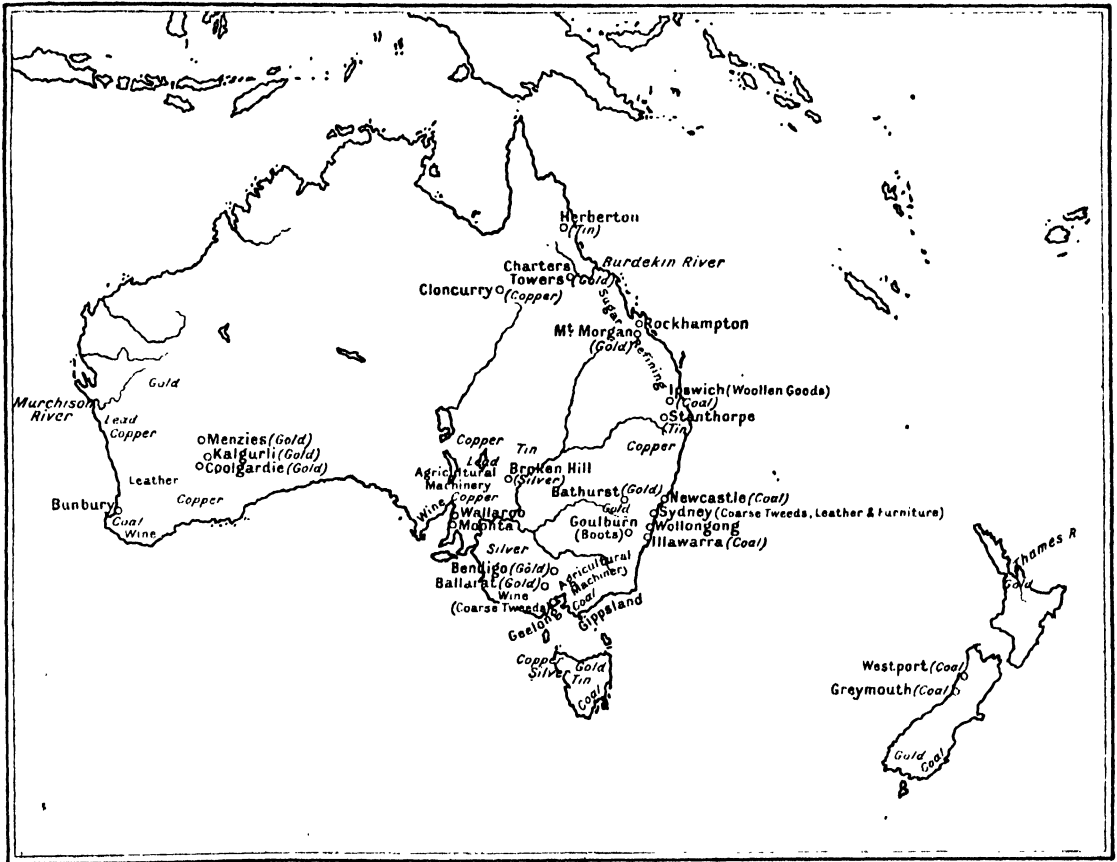 Herberton
(Tin)
Burdekin River
Charters
Towers (Gold)
Cloncurry
(Copper)
Sugar Refining
Rockhampton
Mt. Morgan
(Gold)
Ipswich (Woollen Goods)
(Coal)
Stanthorpe
(Tin)
Copper
Gold
Murchison
River
Lead
Copper
Menzies (Gold)
Kalgurli (Gold)
Coolgardie (Gold)
Leather
Copper
Bunbury
Coal
Wine
Copper
Tin
Lead
Agricultural
Machinery
Broken Hill
(Silver)
Copper
Wine
Wallaroo
Moonta
Bathurst (Gold)
Gold
Newcastle (Coal)
Sydney (Coarse Tweeds, Leather & Furniture)
Goulburn
(Boots)
Wollongong
Illawarra (Coal)
Silver
Bendigo (Gold)
Ballarat (Gold)
Wine
(Coarse Tweeds)
Agricultural
Machinery
Coal
Geelong
Gippsland
Copper
Silver
Gold
Tin
Coal
Thames R
Gold
Westport (Coal)
Greymouth (Coal)
Gold
Coal